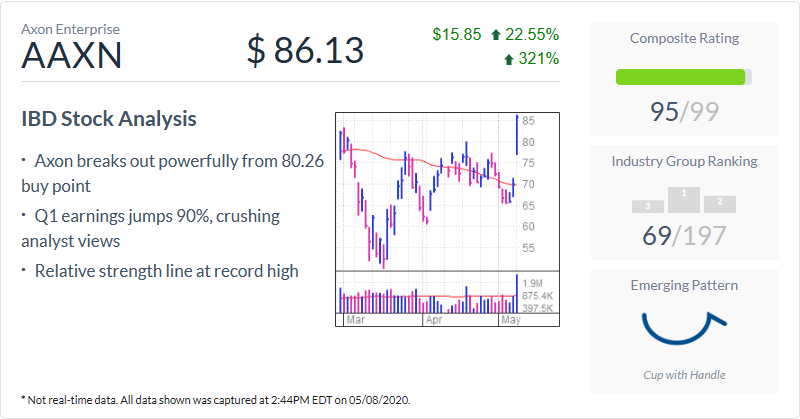 Axon Enterprise
AAXN
$ 86.13
$15.85 22.55%
321%
IBD Stock Analysis
· Axon breaks out powerfully from 80.26
buy point
· Q1 earnings jumps 90%, crushing
analyst views
· Relative strength line at record high
85
80
75
70
65
60
55
1.9M
875.4K
397.5K
Mar Apr May
Composite Rating
95/99
Industry Group Ranking
3 1 2
69/197
Emerging Pattern
Cup with Handle
* Not real-time data. All data shown was captured at 2:44PM EDT on 05/08/2020.